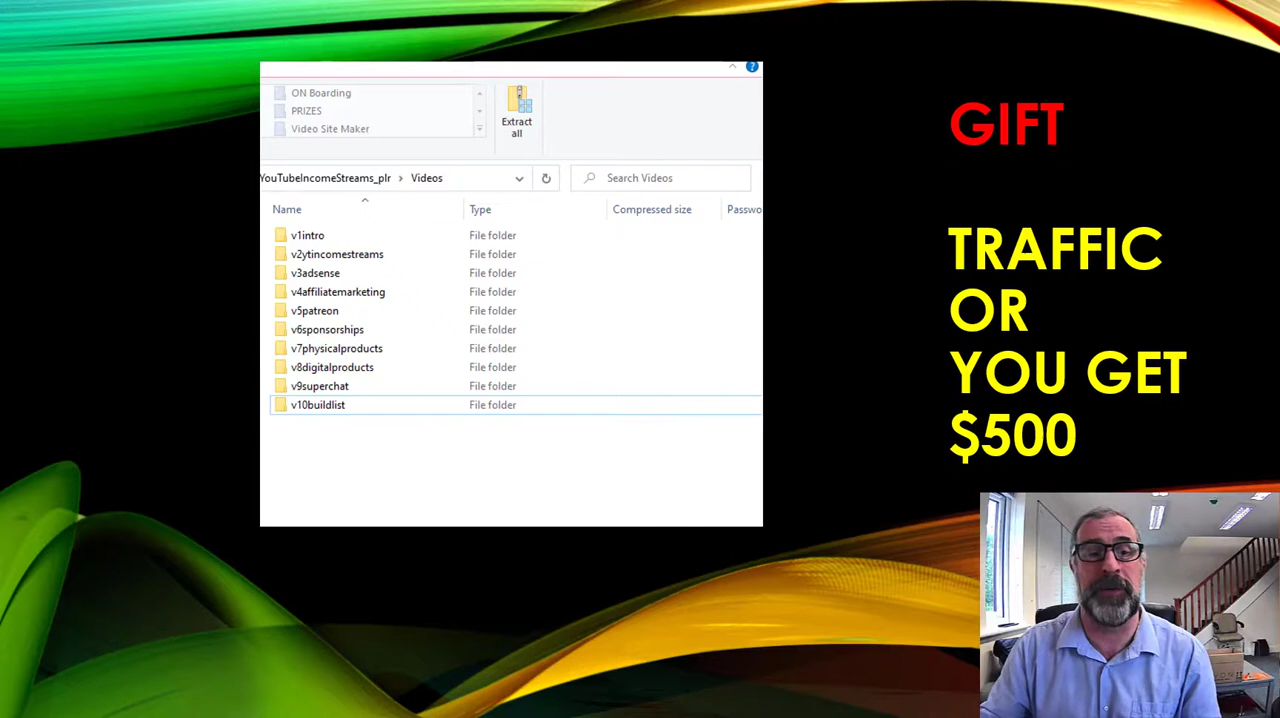 ON Boarding
PRIZES
Video Site Maker
Extract
all
YouTubeIncomeStreams_plr > Videos
Search Videos
Name Type Compressed size Passwo
v1intro File folder
v2ytincomestreams File folder
v3adsense File folder
v4affiliatemarketing File folder
v5patreon File folder
v6sponsorships File folder
v7physicalproducts File folder
v8digitalproducts File folder
v9superchat File folder
v10buildlist File folder
GIFT
TRAFFIC
OR
YOU GET
$500